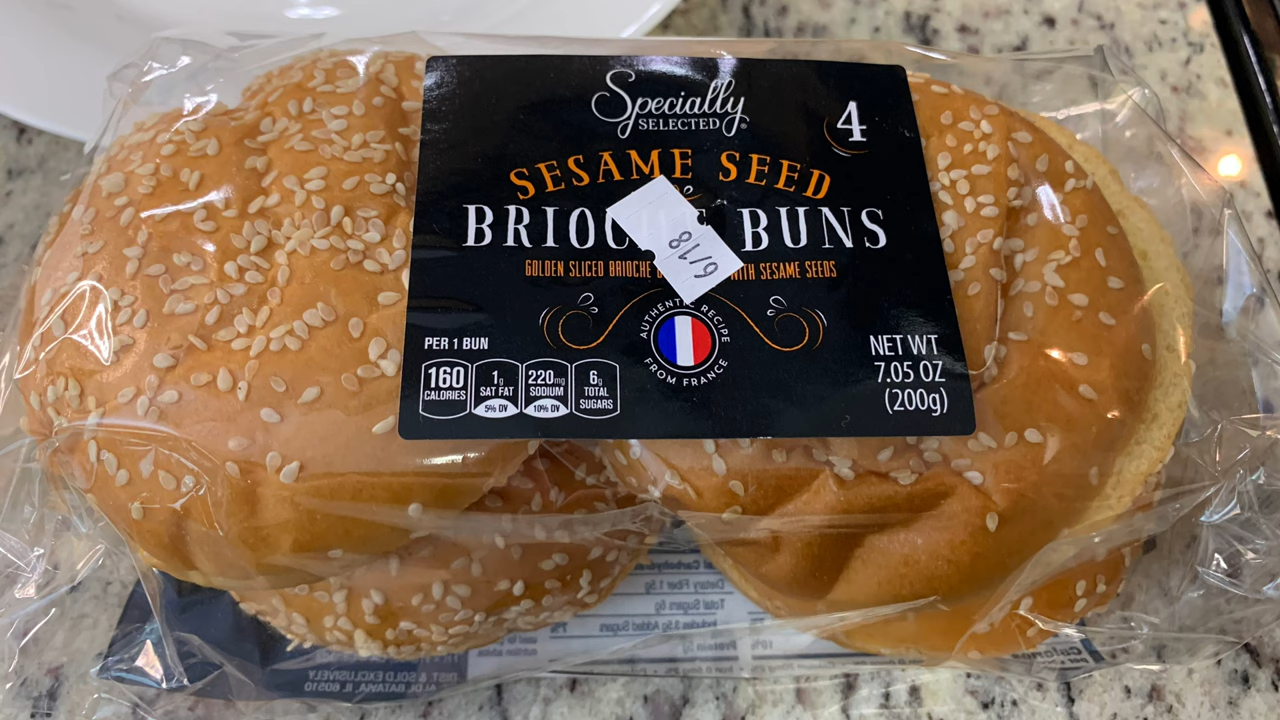 Specially
SELECTED®
4
SESAME SEED
BUNS
6/18
GOLDEN SLICED BRIOCHE WITH SESAME SEEDS
AUTHENTIC RECIPE
FROM FRANCE
PER 1 BUN
160
CALORIES
1g
SAT FAT
5% DV
220mg
SODIUM
10% DV
6g
TOTAL
SUGARS
NET WT
7.05 OZ
(200g)
Dietary Fiber 1.5g
Total Sugars 6g
Includes 3.5g Added Sugars
DIST & SOLD EXCLUSIVELY
ALDI, BATAVIA, IL 60510